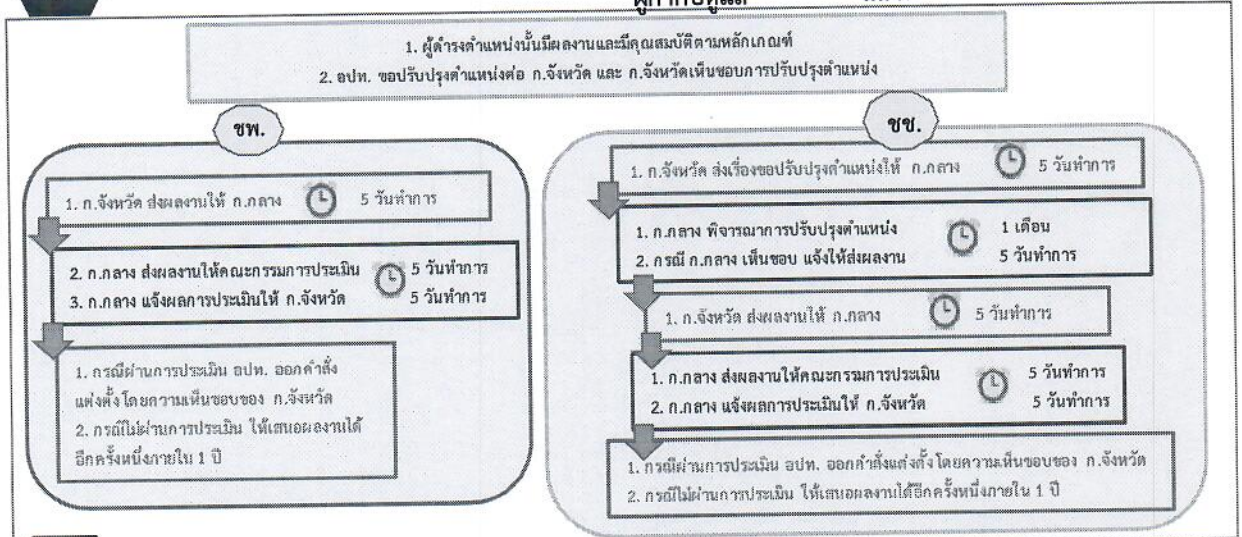 ผู้กำกับดูแล
1. ผู้ดำรงตำแหน่งนั้นมีผลงานและมีคุณสมบัติตามหลักเกณฑ์
2. อปท. ขอปรับปรุงตำแหน่งต่อ ก.จังหวัด และ ก.จังหวัดเห็นชอบการปรับปรุงตำแหน่ง
ชพ.
1. ก.จังหวัด ส่งผลงานให้ ก.กลาง 5 วันทำการ
2. ก.กลาง ส่งผลงานให้คณะกรรมการประเมิน 5 วันทำการ
3. ก.กลาง แจ้งผลการประเมินให้ ก.จังหวัด 5 วันทำการ
1. กรณีผ่านการประเมิน อปท. ออกคำสั่ง
แต่งตั้งโดยความเห็นชอบของ ก.จังหวัด
2. กรณีไม่ผ่านการประเมิน ให้เสนอผลงานได้
อีกครั้งหนึ่งภายใน 1 ปี
ชช.
1. ก.จังหวัด ส่งเรื่องขอปรับปรุงตำแหน่งให้ ก.กลาง 5 วันทำการ
1. ก.กลาง พิจารณาการปรับปรุงตำแหน่ง 1 เดือน
2. กรณี ก.กลาง เห็นชอบ แจ้งให้ส่งผลงาน 5 วันทำการ
1. ก.จังหวัด ส่งผลงานให้ ก.กลาง 5 วันทำการ
1. ก.กลาง ส่งผลงานให้คณะกรรมการประเมิน 5 วันทำการ
2. ก.กลาง แจ้งผลการประเมินให้ ก.จังหวัด 5 วันทำการ
1. กรณีผ่านการประเมิน อปท. ออกคำสั่งแต่งตั้งโดยความเห็นชอบของ ก.จังหวัด
2. กรณีไม่ผ่านการประเมิน ให้เสนอผลงานได้อีกครั้งหนึ่งภายใน 1 ปี